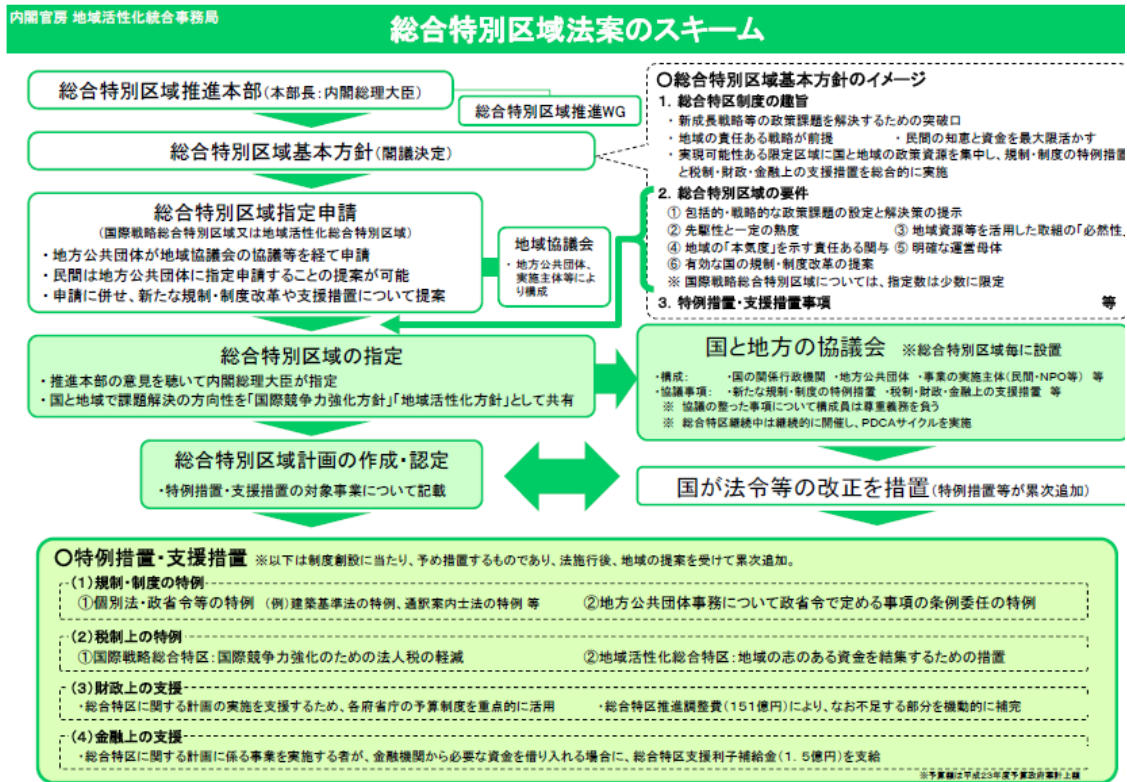 内閣官房 地域活性化統合事務局
総合特別区域法案のスキーム
総合特別区域推進本部(本部長:内閣総理大臣)
総合特別区域推進WG
総合特別区域基本方針(閣議決定)
総合特別区域指定申請
(国際戦略総合特別区域又は地域活性化総合特別区域)
・地方公共団体が地域協議会の協議等を経て申請
・民間は地方公共団体に指定申請することの提案が可能
・申請に併せ、新たな規制・制度改革や支援措置について提案
地域協議会
・地方公共団体、
実施主体等によ
り構成
〇総合特別区域基本方針のイメージ
1. 総合特区制度の趣旨
・新成長戦略等の政策課題を解決するための突破口
・地域の責任ある戦略が前提 ・民間の知恵と資金を最大限活かす
・実現可能性ある限定区域に国と地域の政策資源を集中し、規制・制度の特例措置
と税制・財政・金融上の支援措置を総合的に実施
2. 総合特別区域の要件
① 包括的・戦略的な政策課題の設定と解決策の提示
② 先駆性と一定の熟度 ③ 地域資源等を活用した取組の「必然性」
④ 地域の「本気度」を示す責任ある関与 ⑤ 明確な運営母体
⑥ 有効な国の規制・制度改革の提案
※ 国際戦略総合特別区域については、指定数は少数に限定
3. 特例措置・支援措置事項 等
総合特別区域の指定
・推進本部の意見を聴いて内閣総理大臣が指定
・国と地域で課題解決の方向性を「国際競争力強化方針」「地域活性化方針」として共有
国と地方の協議会 ※総合特別区域毎に設置
・構成: ・国の関係行政機関 ・地方公共団体 ・事業の実施主体(民間・NPO等) 等
・協議事項: ・新たな規制・制度の特例措置 ・税制・財政・金融上の支援措置 等
※ 協議の整った事項について構成員は尊重義務を負う
※ 総合特区継続中は継続的に開催し、PDCAサイクルを実施
総合特別区域計画の作成・認定
・特例措置・支援措置の対象事業について記載
国が法令等の改正を措置(特例措置等が累次追加)
〇特例措置・支援措置 ※以下は制度創設に当たり、予め措置するものであり、法施行後、地域の提案を受けて累次追加。
(1)規制・制度の特例
①個別法・政省令等の特例 (例)建築基準法の特例、通訳案内士法の特例 等 ②地方公共団体事務について政省令で定める事項の条例委任の特例
(2)税制上の特例
①国際戦略総合特区:国際競争力強化のための法人税の軽減 ②地域活性化総合特区:地域の志のある資金を結集するための措置
(3)財政上の支援
・総合特区に関する計画の実施を支援するため、各府省庁の予算制度を重点的に活用 ・総合特区推進調整費(151億円)により、なお不足する部分を機動的に補完
(4)金融上の支援
・総合特区に関する計画に係る事業を実施する者が、金融機関から必要な資金を借り入れる場合に、総合特区支援利子補給金(1.5億円)を支給
※予算額は平成23年度予算政府案計上額